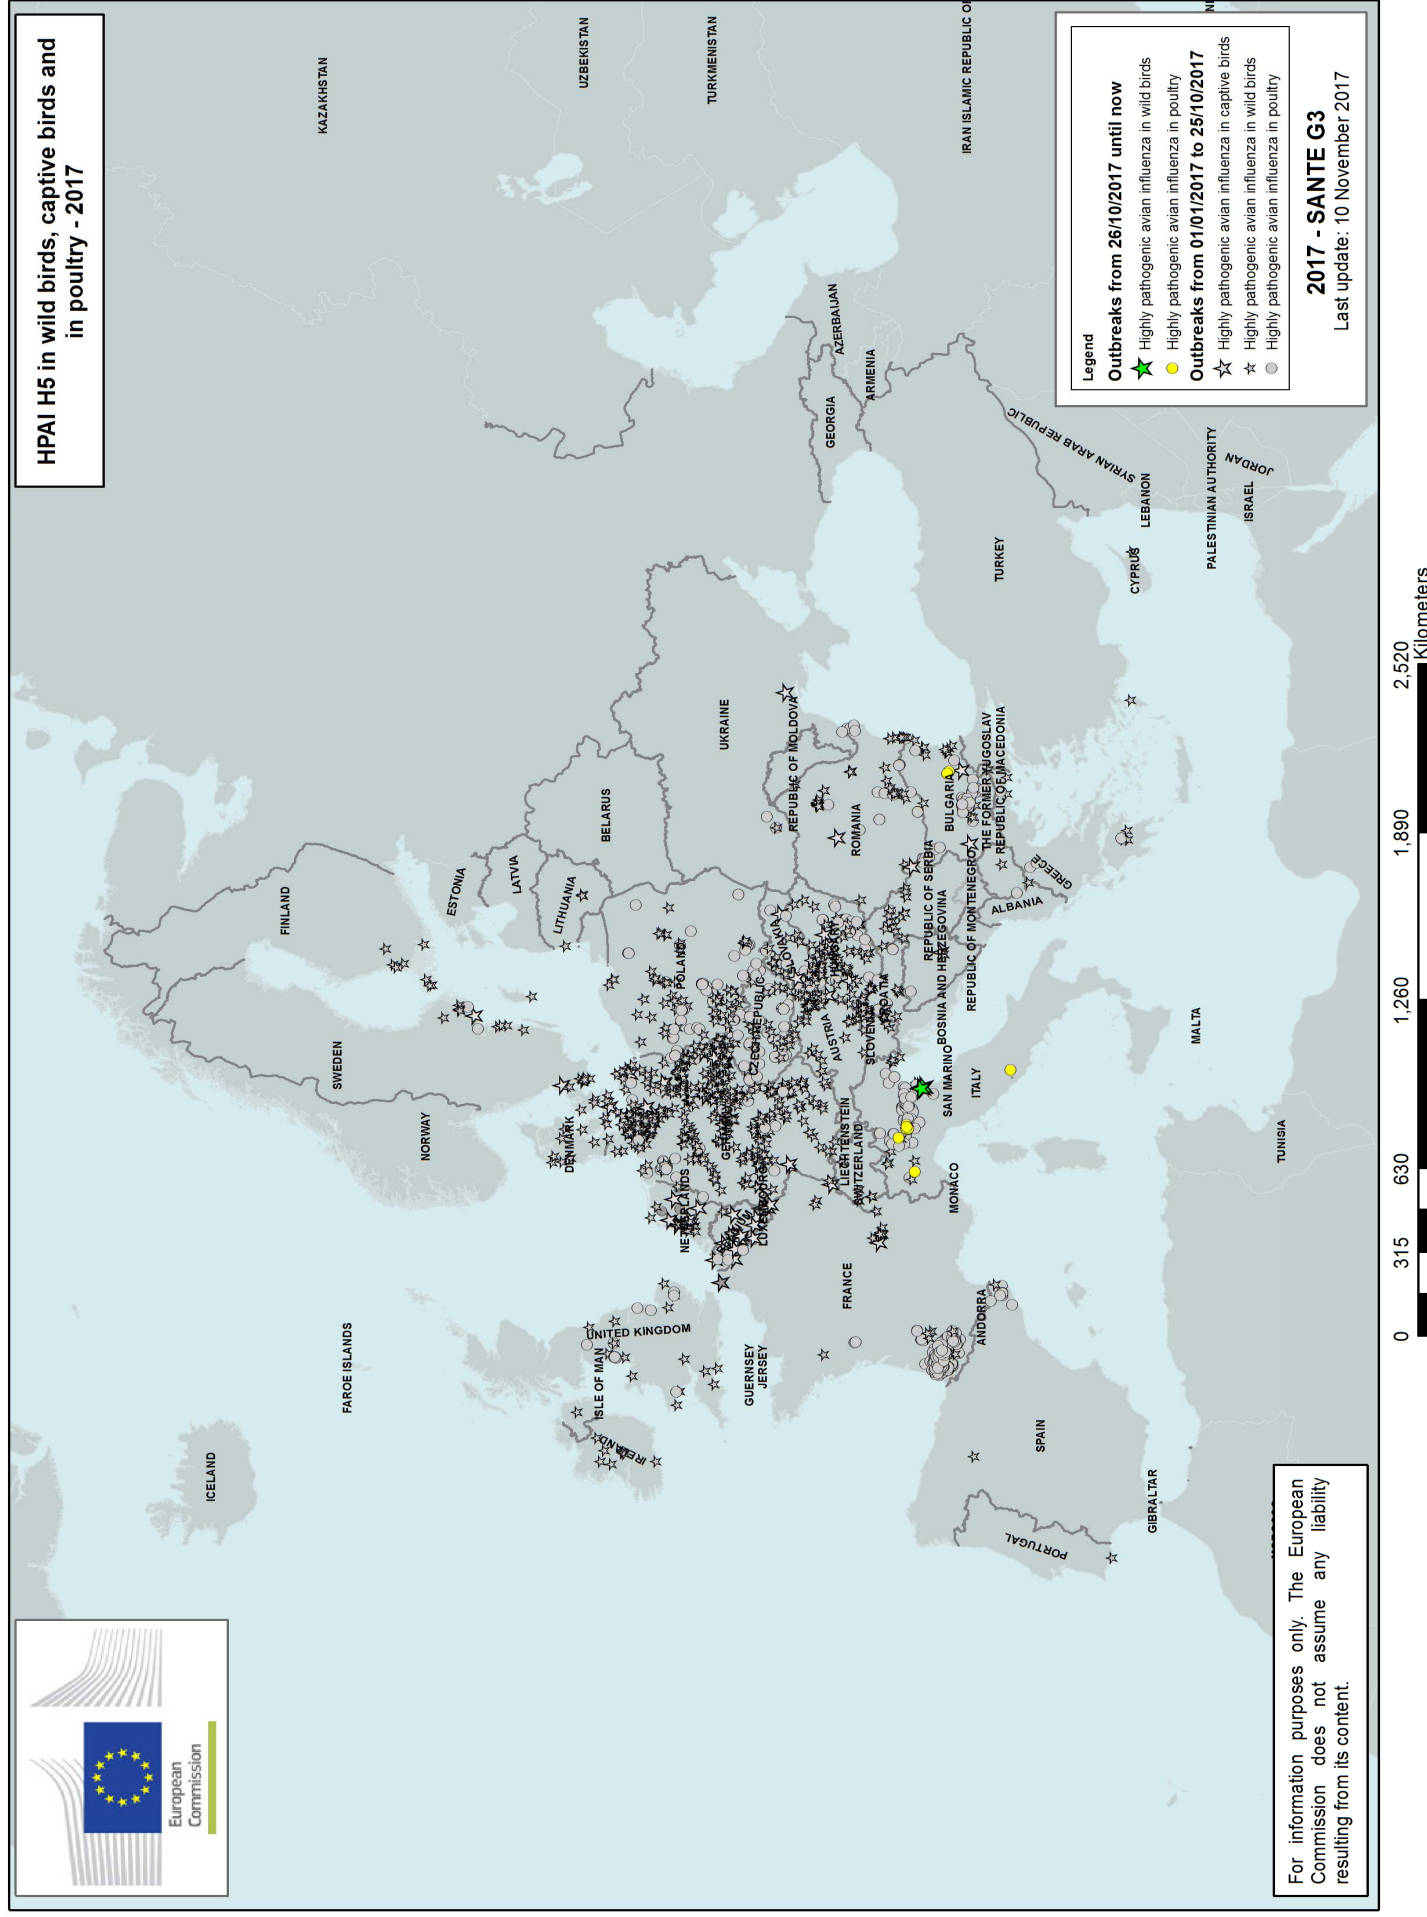 HPAI H5 in wild birds, captive birds and
in poultry - 2017
European
Commission
ICELAND
FAROE ISLANDS
NORWAY
SWEDEN
FINLAND
ESTONIA
LATVIA
LITHUANIA
BELARUS
DENMARK
ISLE OF MAN
UNITED KINGDOM
IRELAND
GUERNSEY
JERSEY
NETHERLANDS
LUXEMBOURG
POLAND
CZECH REPUBLIC
SLOVAKIA
HUNGARY
AUSTRIA
SLOVENIA
CROATIA
LIECHTENSTEIN
SWITZERLAND
FRANCE
MONACO
ANDORRA
SPAIN
PORTUGAL
GIBRALTAR
SAN MARINO
ITALY
MALTA
TUNISIA
BOSNIA AND HERZEGOVINA
REPUBLIC OF SERBIA
REPUBLIC OF MONTENEGRO
ALBANIA
GREECE
THE FORMER YUGOSLAV
REPUBLIC OF MACEDONIA
BULGARIA
ROMANIA
REPUBLIC OF MOLDOVA
UKRAINE
TURKEY
CYPRUS
LEBANON
SYRIAN ARAB REPUBLIC
PALESTINIAN AUTHORITY
ISRAEL
JORDAN
GEORGIA
ARMENIA
AZERBAIJAN
KAZAKHSTAN
UZBEKISTAN
TURKMENISTAN
IRAN ISLAMIC REPUBLIC O
Legend
Outbreaks from 26/10/2017 until now
Highly pathogenic avian influenza in wild birds
Highly pathogenic avian influenza in poultry
Outbreaks from 01/01/2017 to 25/10/2017
Highly pathogenic avian influenza in captive birds
Highly pathogenic avian influenza in wild birds
Highly pathogenic avian influenza in poultry
2017 - SANTE G3
Last update: 10 November 2017
For information purposes only. The European
Commission does not assume any liability
resulting from its content.
0 315 630 1,260 1,890 2,520
Kilometers